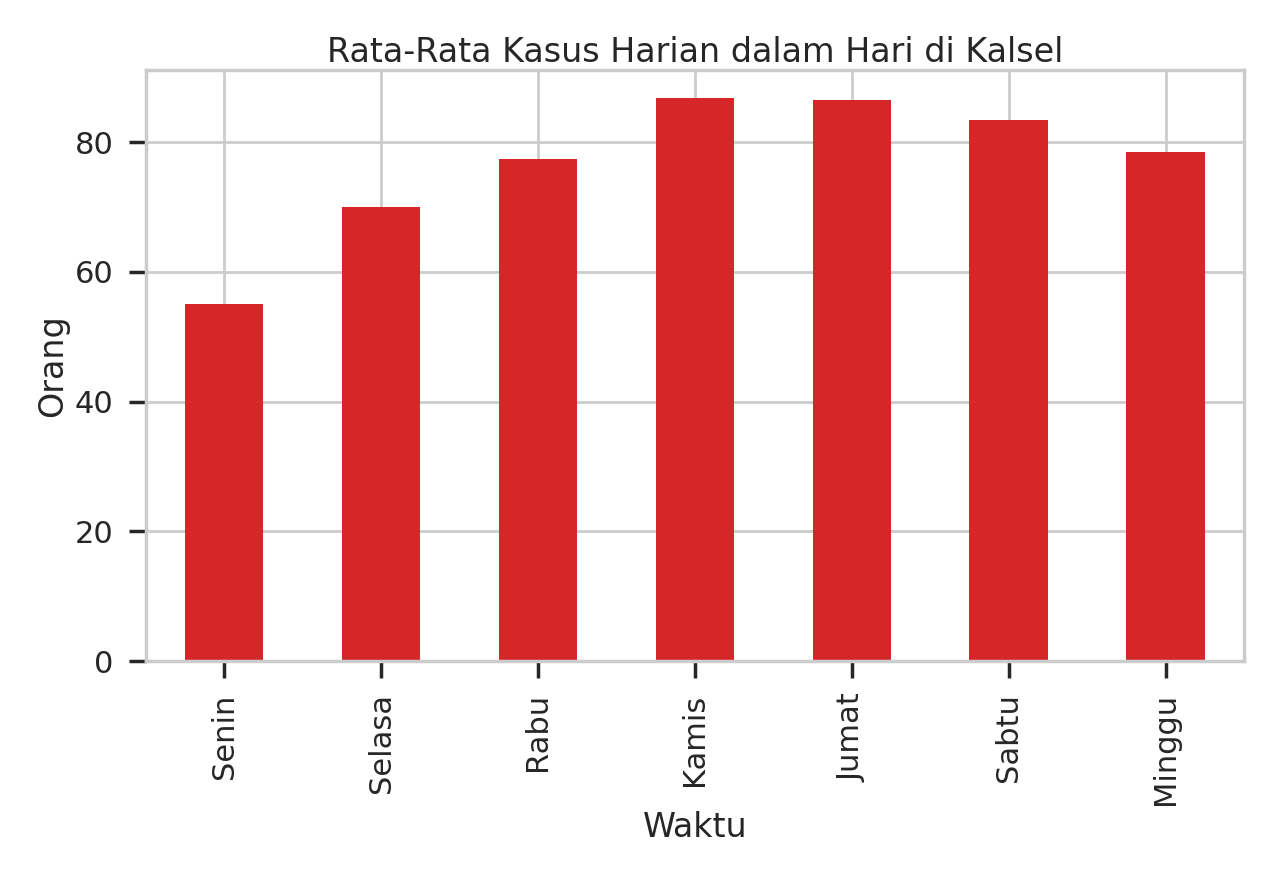 Rata-Rata Kasus Harian dalam Hari di Kalsel
Orang
80
60
40
20
0
Senin
Selasa
Rabu
Kamis
Jumat
Sabtu
Minggu
Waktu